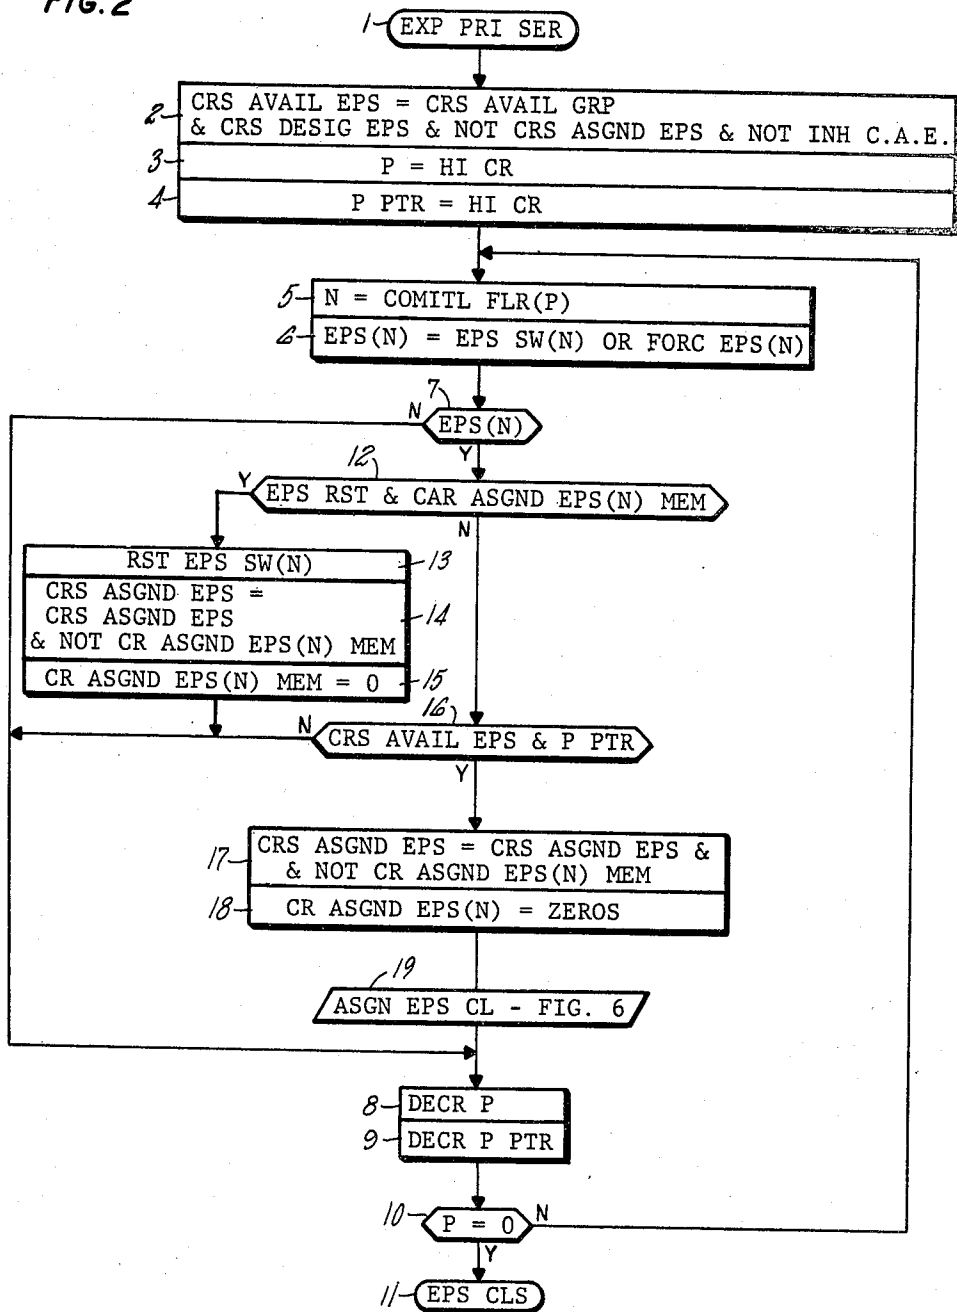 FIG. 2
1 EXP PRI SER
CRS AVAIL EPS = CRS AVAIL GRP
2 & CRS DESIG EPS & NOT CRS ASGND EPS & NOT INH C.A.E.
3 P = HI CR
4 P PTR = HI CR
5 N = COMITL FLR(P)
6 EPS(N) = EPS SW(N) OR FORC EPS(N)
7
N EPS(N)
Y
12
Y EPS RST & CAR ASGND EPS(N) MEM
N
RST EPS SW(N) 13
CRS ASGND EPS =
CRS ASGND EPS 14
& NOT CR ASGND EPS(N) MEM
CR ASGND EPS(N) MEM = 0 15
16
N CRS AVAIL EPS & P PTR
Y
17 CRS ASGND EPS = CRS ASGND EPS &
& NOT CR ASGND EPS(N) MEM
18 CR ASGND EPS(N) = ZEROS
19
ASGN EPS CL - FIG. 6
8 DECR P
9 DECR P PTR
10 P = 0 N
Y
11 EPS CLS